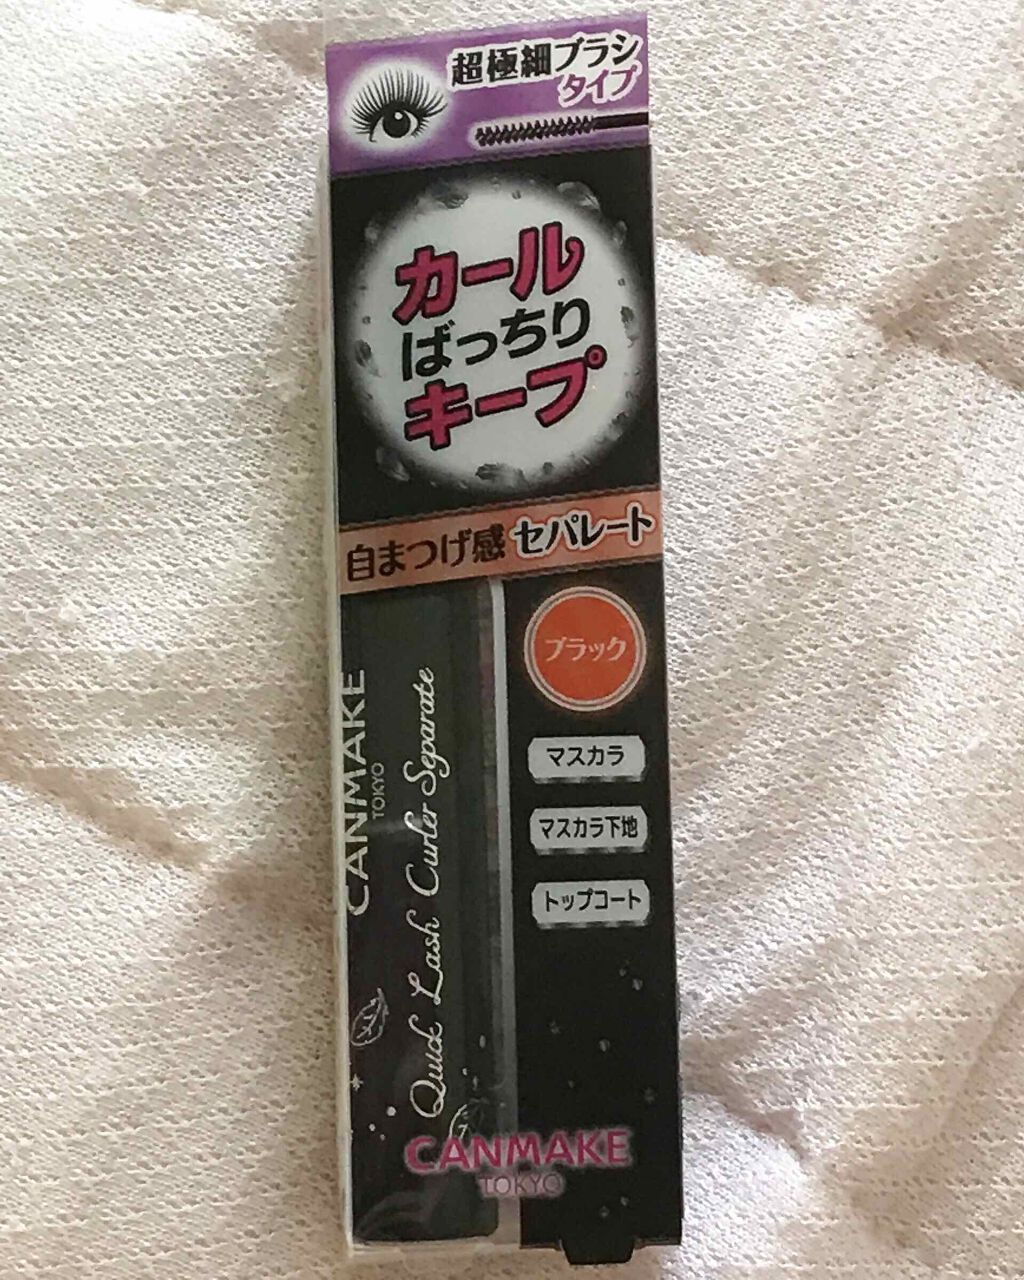 超極細ブラシ
タイプ
カール
ばっちり
キープ
自まつげ感 セパレート
ブラック
マスカラ
マスカラ下地
トップコート
CANMAKE
TOKYO
Quick Lash Curler Separate
CANMAKE
TOKYO